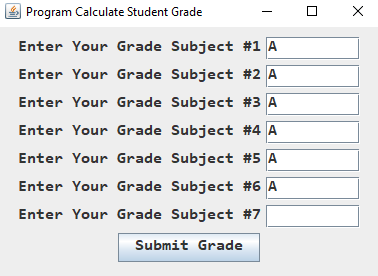 Program Calculate Student Grade
Enter Your Grade Subject #1 A
Enter Your Grade Subject #2 A
Enter Your Grade Subject #3 A
Enter Your Grade Subject #4 A
Enter Your Grade Subject #5 A
Enter Your Grade Subject #6 A
Enter Your Grade Subject #7
Submit Grade